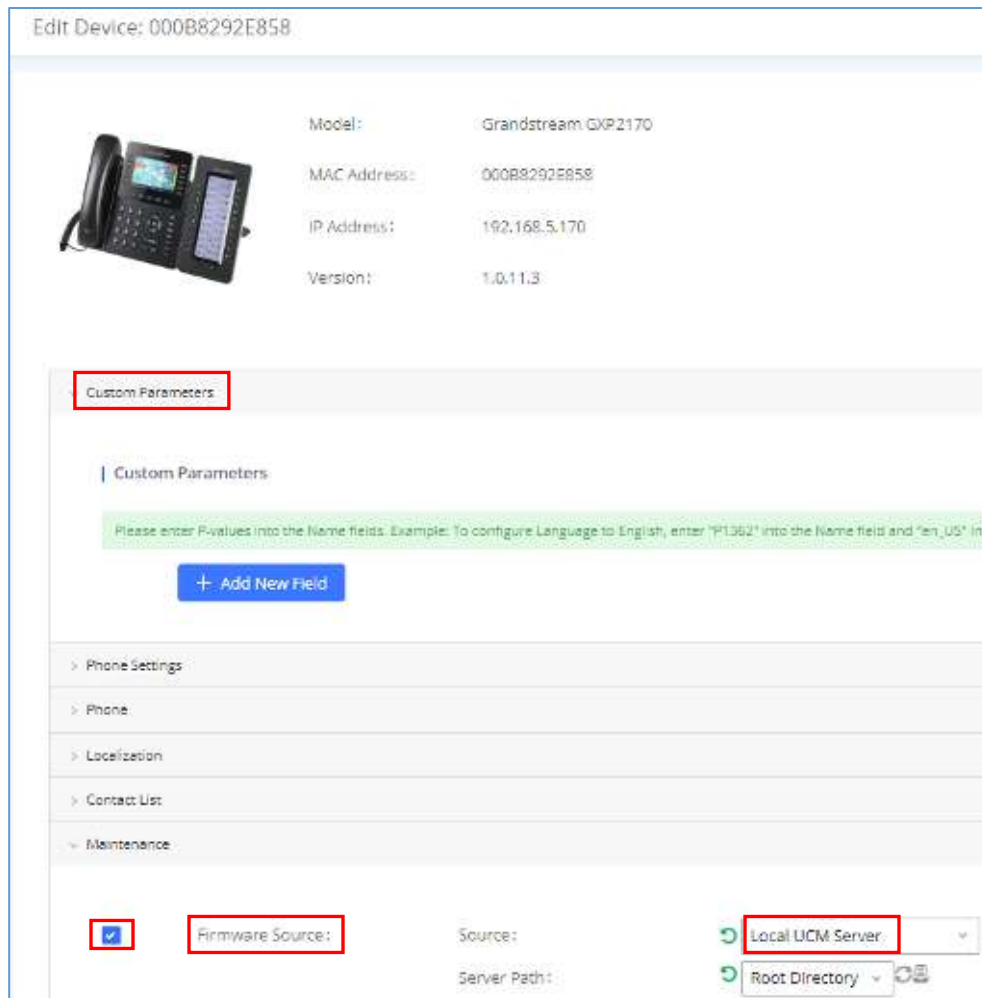 Edit Device: 000B8292E858
Model: Grandstream GXP2170
MAC Address: 000B8292E858
IP Address: 192.168.5.170
Version: 1.0.11.3
Custom Parameters
Custom Parameters
Please enter P-values into the Name fields. Example: To configure Language to English, enter "P1362" into the Name field and "en_US" in
+ Add New Field
Phone Settings
Phone
Localization
Contact List
Maintenance
Firmware Source: Source: Local UCM Server
Server Path: Root Directory